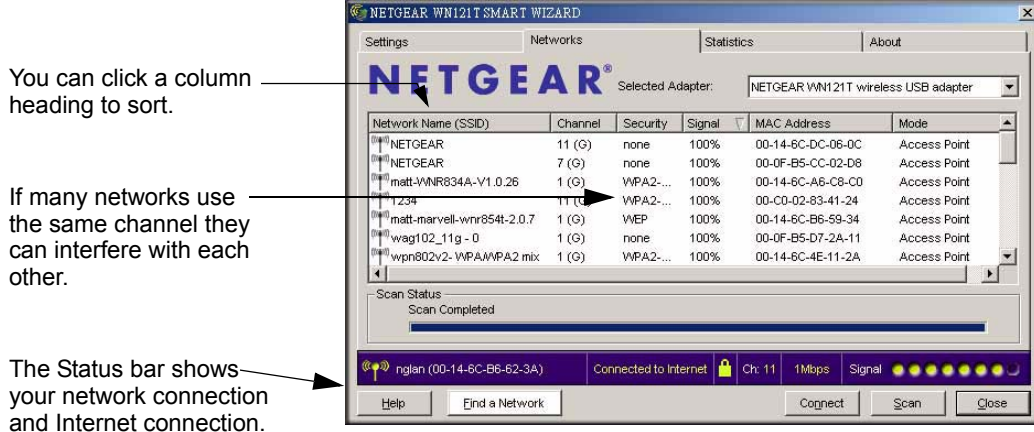 NETGEAR WN121T SMART WIZARD
Settings Networks Statistics About
You can click a column
heading to sort.
NETGEAR® Selected Adapter: NETGEAR WN121T wireless USB adapter
Network Name (SSID) Channel Security Signal MAC Address Mode
NETGEAR 11 (G) none 100% 00-14-6C-DC-06-0C Access Point
NETGEAR 7 (G) none 100% 00-0F-B5-CC-02-D8 Access Point
matt-WNR834A-V1.0.26 1 (G) WPA2-... 100% 00-14-6C-A6-C8-C0 Access Point
1234 11 (G) WPA2-... 100% 00-C0-02-83-41-24 Access Point
matt-marvell-wnr854t-2.0.7 1 (G) WEP 100% 00-14-6C-B6-59-34 Access Point
wag102_11g - 0 1 (G) none 100% 00-0F-B5-D7-2A-11 Access Point
wpn802v2- WPA/WPA2 mix 1 (G) WPA2-... 100% 00-14-6C-4E-11-2A Access Point
If many networks use
the same channel they
can interfere with each
other.
Scan Status
Scan Completed
The Status bar shows
your network connection
and Internet connection.
nglan (00-14-6C-B6-62-3A) Connected to Internet Ch: 11 1Mbps Signal
Help Find a Network Connect Scan Close